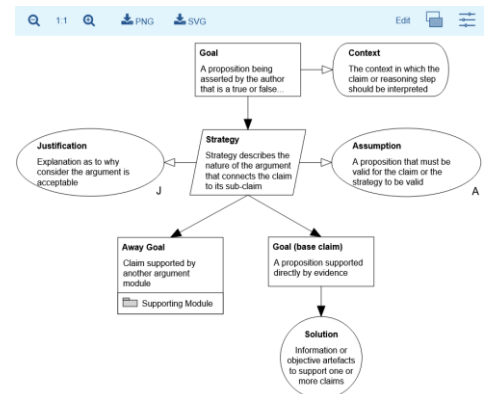 1:1 PNG SVG Edit
Goal
A proposition being
asserted by the author
that is a true or false...
Context
The context in which the
claim or reasoning step
should be interpreted
Justification
Explanation as to why
consider the argument is
acceptable
J
Strategy
Strategy describes the
nature of the argument
that connects the claim
to its sub-claim
Assumption
A proposition that must be
valid for the claim or the
strategy to be valid
A
Away Goal
Claim supported by
another argument
module
Supporting Module
Goal (base claim)
A proposition supported
directly by evidence
Solution
Information or
objective artefacts
to support one or
more claims